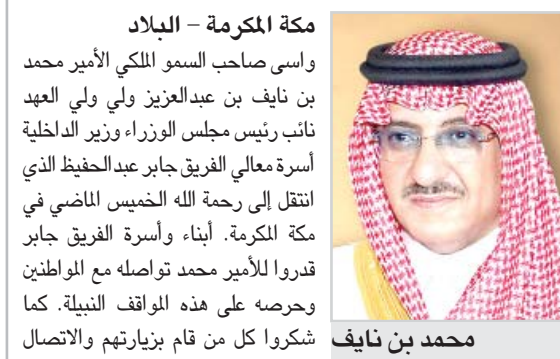 مكة المكرمة – البلاد
واسى صاحب السمو الملكي الأمير محمد
بن نايف بن عبدالعزيز ولي ولي العهد
نائب رئيس مجلس الوزراء وزير الداخلية
أسرة معالي الفريق جابر عبدالحفيظ الذي
انتقل إلى رحمة الله الخميس الماضي في
مكة المكرمة. أبناء وأسرة الفريق جابر
قدروا للأمير محمد تواصله مع المواطنين
وحرصه على هذه المواقف النبيلة. كما
شكروا كل من قام بزيارتهم والاتصال
محمد بن نايف